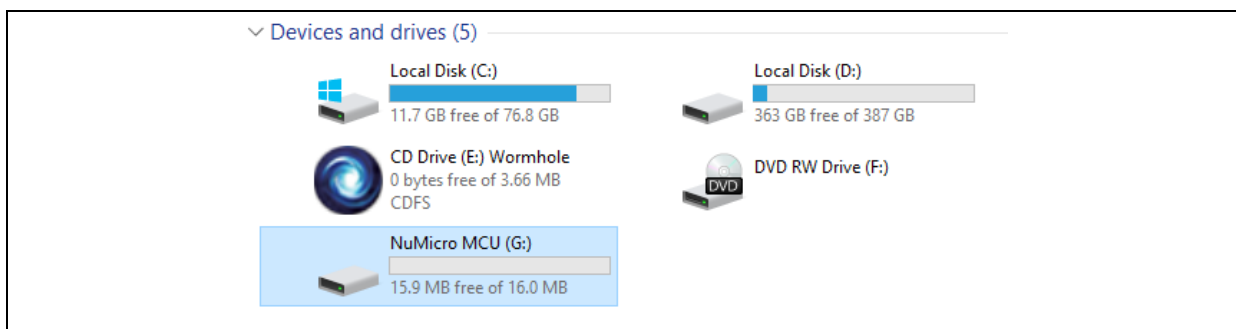 Devices and drives (5)
Local Disk (C:)
11.7 GB free of 76.8 GB
Local Disk (D:)
363 GB free of 387 GB
CD Drive (E:) Wormhole
0 bytes free of 3.66 MB
CDFS
DVD RW Drive (F:)
DVD
NuMicro MCU (G:)
15.9 MB free of 16.0 MB